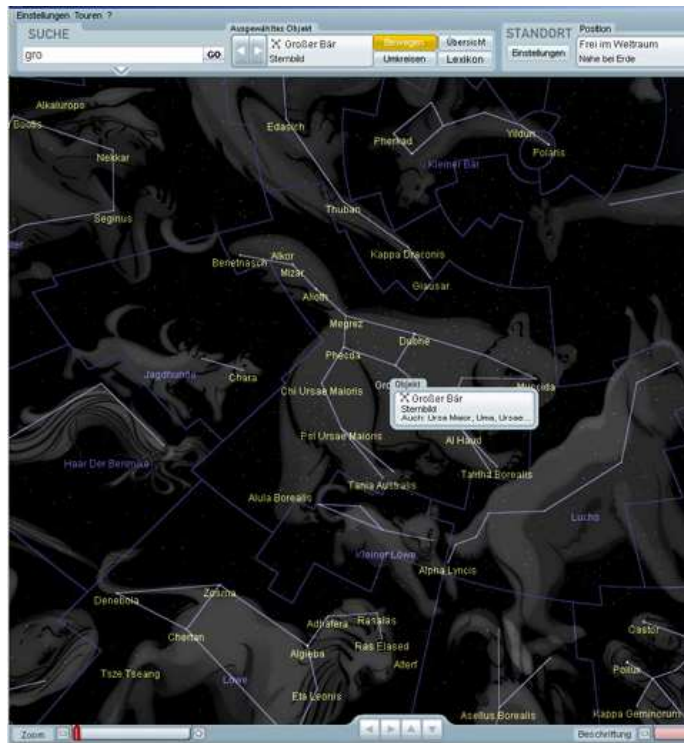 Einstellungen Touren ?
SUCHE
gro
GO
Ausgewähltes Objekt
Großer Bär
Sternbild
Bewegen
Umkreisen
Übersicht
Lexikon
STANDORT
Einstellungen
Position
Frei im Weltraum
Nahe bei Erde
Alkalurops
Nekkar
Seginus
Edasich
Pherkad
Yildun
Polaris
Kleiner Bär
Thuban
Kappa Draconis
Giausar
Benetnasch
Alkor
Mizar
Alioth
Megrez
Dubhe
Phecda
Jagdhunde
Chara
Chi Ursae Maioris
Muscida
Objekt
Großer Bär
Sternbild
Auch: Ursa Maior, Uma, Ursae...
Psi Ursae Maioris
Al Haud
Talitha Borealis
Haar Der Berenike
Tania Australis
Alula Borealis
Luchs
Kleiner Löwe
Alpha Lyncis
Denebola
Zosma
Chertan
Adhafera
Rasalas
Algieba
Ras Elased
Alterf
Castor
Pollux
Tsze Tseang
Löwe
Eta Leonis
Asellus Borealis
Kappa Geminorum
Zoom
Beschriftung